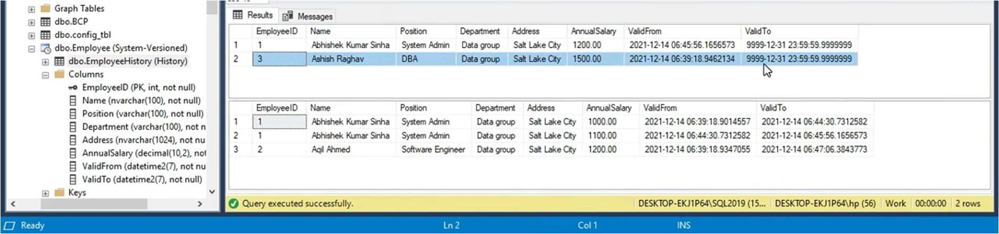 Graph Tables
dbo.BCP
dbo.config_tbl
dbo.Employee (System-Versioned)
dbo.EmployeeHistory (History)
Columns
EmployeeID (PK, int, not null)
Name (nvarchar(100), not null)
Position (varchar(100), not null)
Department (varchar(100), not n
Address (nvarchar(1024), not nu
AnnualSalary (decimal(10,2), not
ValidFrom (datetime2(7), not nu
ValidTo (datetime2(7), not null)
Keys
Results Messages
EmployeeID Name Position Department Address AnnualSalary ValidFrom ValidTo
1 1 Abhishek Kumar Sinha System Admin Data group Salt Lake City 1200.00 2021-12-14 06:45:56.1656573 9999-12-31 23:59:59.9999999
2 3 Ashish Raghav DBA Data group Salt Lake City 1500.00 2021-12-14 06:39:18.9462134 9999-12-31 23:59:59.9999999
EmployeeID Name Position Department Address AnnualSalary ValidFrom ValidTo
1 1 Abhishek Kumar Sinha System Admin Data group Salt Lake City 1000.00 2021-12-14 06:39:18.9014557 2021-12-14 06:44:30.7312582
2 1 Abhishek Kumar Sinha System Admin Data group Salt Lake City 1100.00 2021-12-14 06:44:30.7312582 2021-12-14 06:45:56.1656573
3 2 Aqil Ahmed Software Engineer Data group Salt Lake City 1200.00 2021-12-14 06:39:18.9347055 2021-12-14 06:47:06.3843773
Query executed successfully. DESKTOP-EKJ1P64\SQL2019 (15... DESKTOP-EKJ1P64\hp (56) Work 00:00:00 2 rows
Ready Ln 2 Col 1 INS